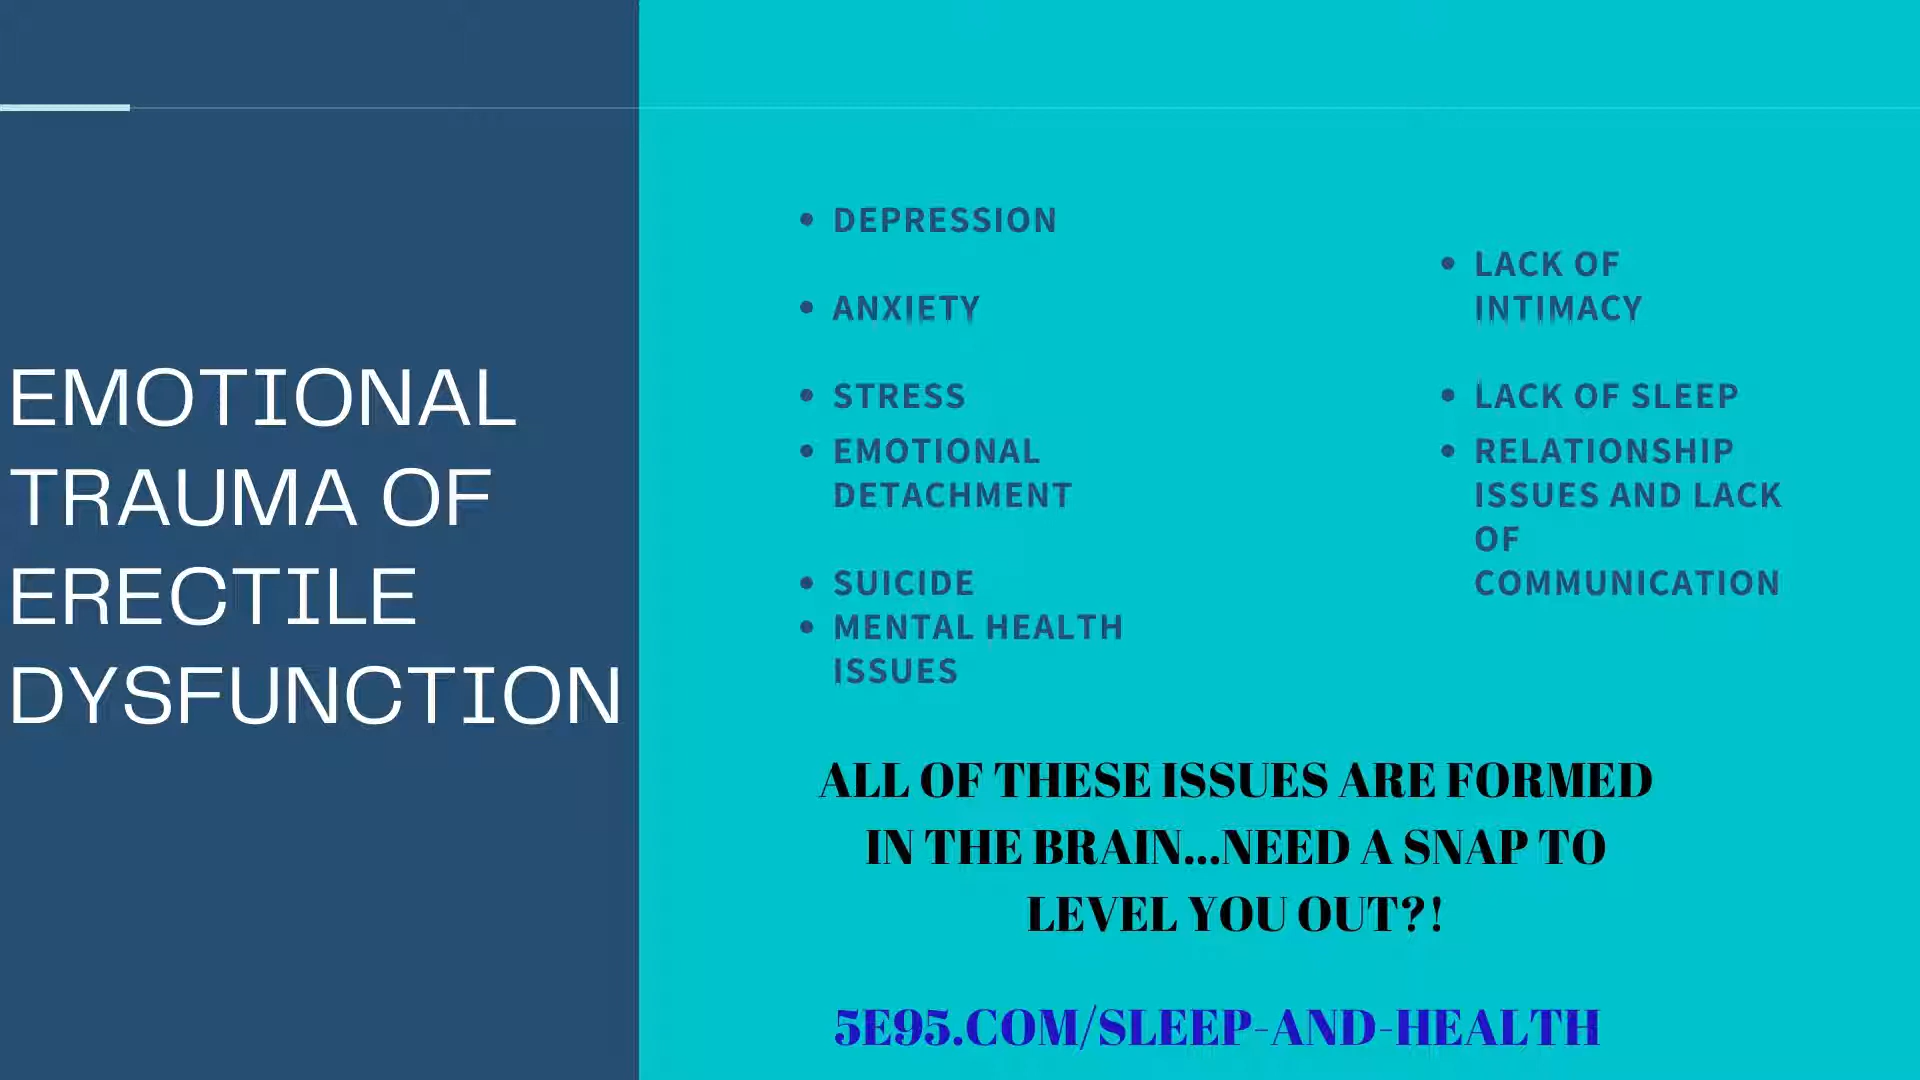 EMOTIONAL
TRAUMA OF
ERECTILE
DYSFUNCTION
• DEPRESSION
• ANXIETY
• STRESS
• EMOTIONAL
DETACHMENT
• SUICIDE
• MENTAL HEALTH
ISSUES
• LACK OF
INTIMACY
• LACK OF SLEEP
• RELATIONSHIP
ISSUES AND LACK
OF
COMMUNICATION
ALL OF THESE ISSUES ARE FORMED
IN THE BRAIN...NEED A SNAP TO
LEVEL YOU OUT?!
5E95.COM/SLEEP-AND-HEALTH